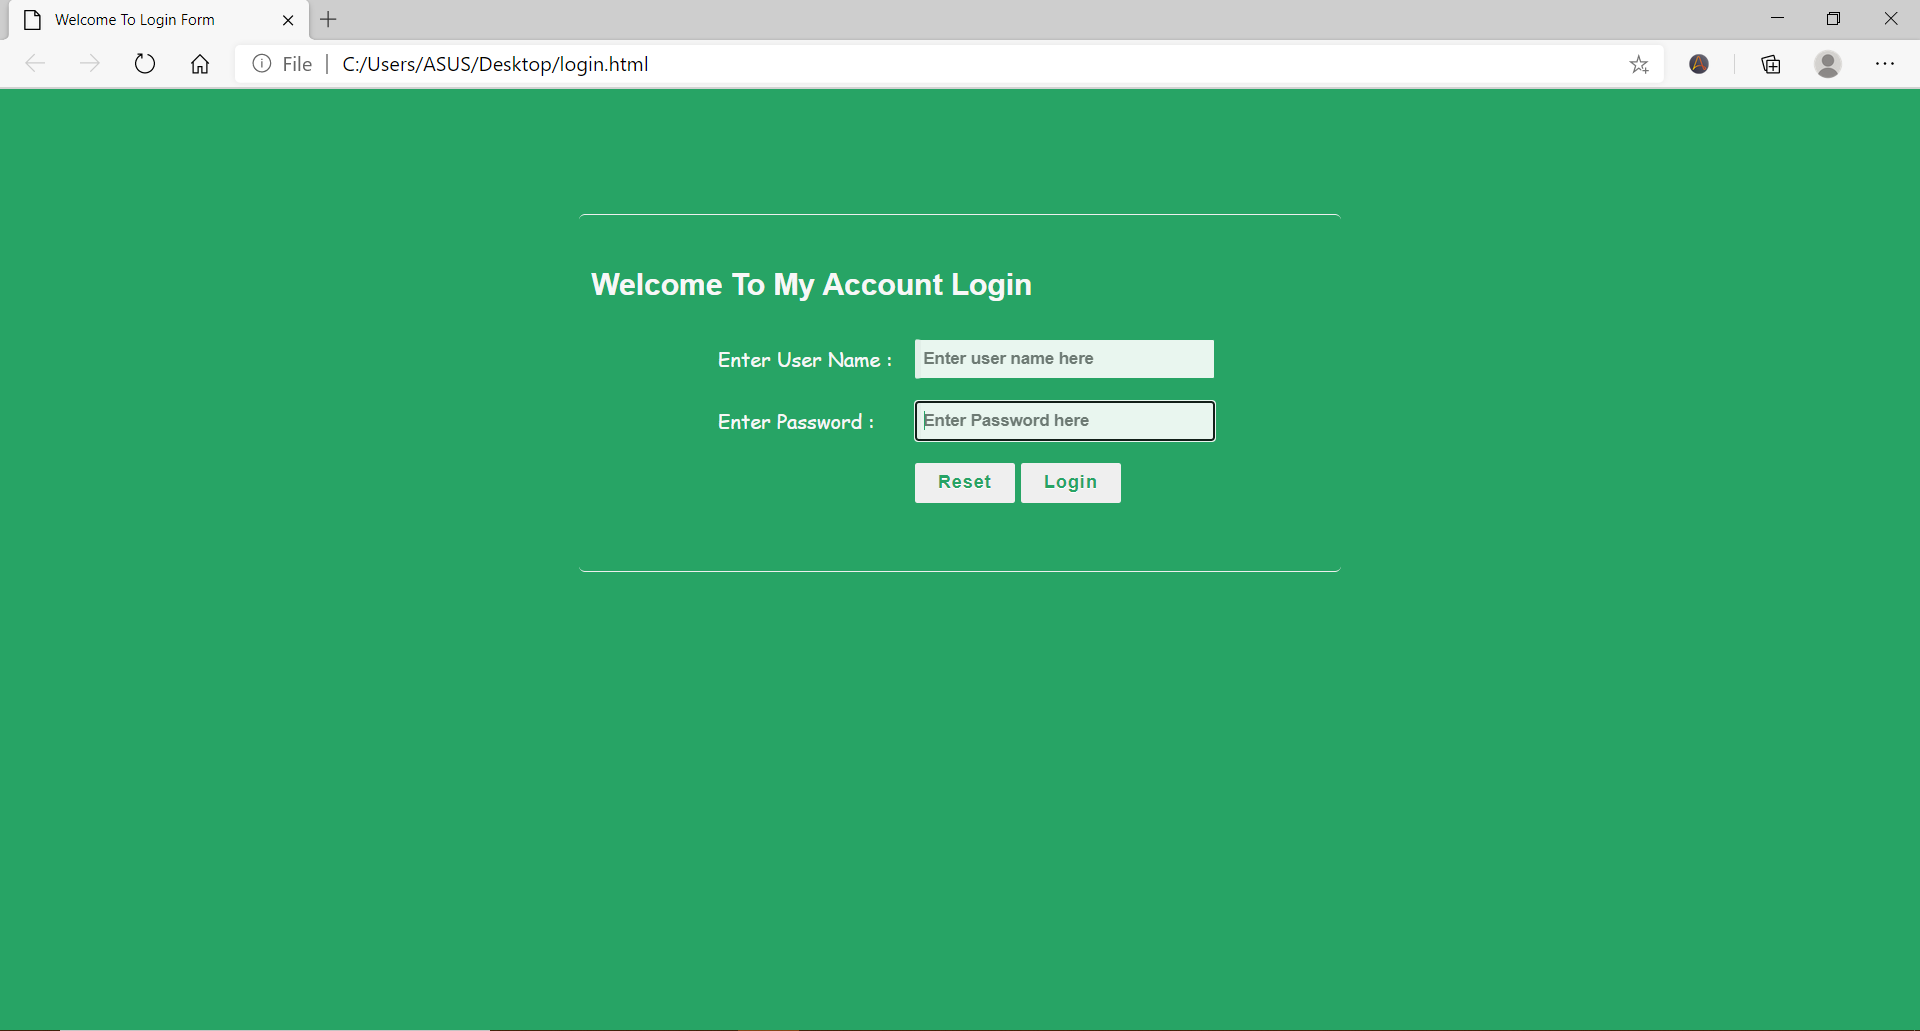 Welcome To Login Form
File | C:/Users/ASUS/Desktop/login.html
Welcome To My Account Login
Enter User Name : Enter user name here
Enter Password : Enter Password here
Reset Login